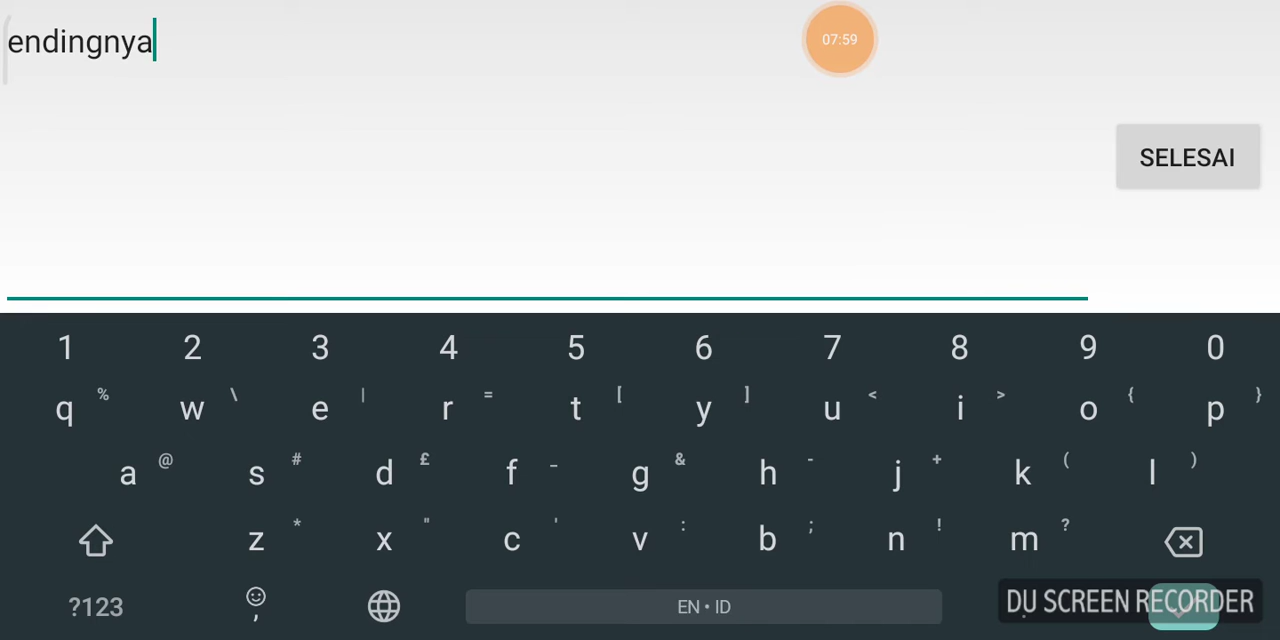 endingnya
07:59
SELESAI
1 2 3 4 5 6 7 8 9 0
q % w \ e | r = t [ y ] u < i > o { p }
a @ s # d £ f _ g & h - j + k ( l )
z * x " c ' v : b ; n ! m ?
?123 , EN • ID DU SCREEN RECORDER